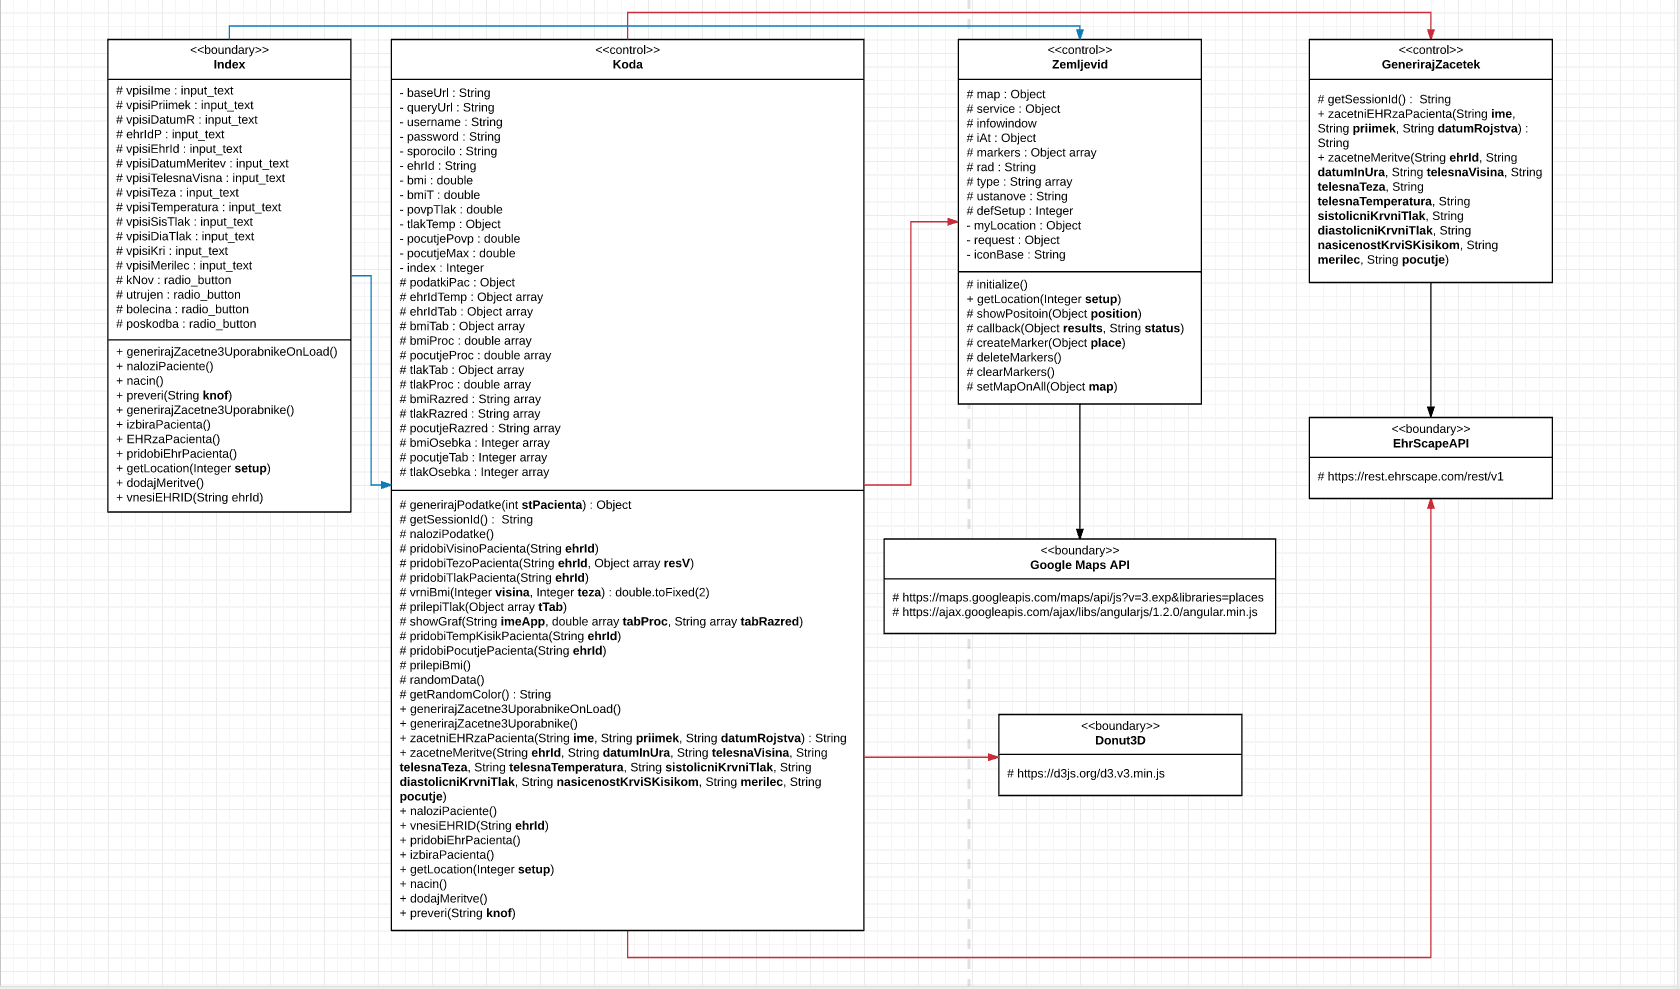 <<boundary>>
Index
# vpisiIme : input_text
# vpisiPriimek : input_text
# vpisiDatumR : input_text
# ehrIdP : input_text
# vpisiEhrId : input_text
# vpisiDatumMeritev : input_text
# vpisiTelesnaVisna : input_text
# vpisiTeza : input_text
# vpisiTemperatura : input_text
# vpisiSisTlak : input_text
# vpisiDiaTlak : input_text
# vpisiKri : input_text
# vpisiMerilec : input_text
# kNov : radio_button
# utrujen : radio_button
# bolecina : radio_button
# poskodba : radio_button
+ generirajZacetne3UporabnikeOnLoad()
+ naloziPaciente()
+ nacin()
+ preveri(String knof)
+ generirajZacetne3Uporabnike()
+ izbiraPacienta()
+ EHRzaPacienta()
+ pridobiEhrPacienta()
+ getLocation(Integer setup)
+ dodajMeritve()
+ vnesiEHRID(String ehrId)
<<control>>
Koda
- baseUrl : String
- queryUrl : String
- username : String
- password : String
- sporocilo : String
- ehrId : String
- bmi : double
- bmiT : double
- povpTlak : double
- tlakTemp : Object
- pocutjePovp : double
- pocutjeMax : double
- index : Integer
# podatkiPac : Object
# ehrIdTemp : Object array
# ehrIdTab : Object array
# bmiTab : Object array
# bmiProc : double array
# pocutjeProc : double array
# tlakTab : Object array
# tlakProc : double array
# bmiRazred : String array
# tlakRazred : String array
# pocutjeRazred : String array
# bmiOsebka : Integer array
# pocutjeTab : Integer array
# tlakOsebka : Integer array
# generirajPodatke(int stPacienta) : Object
# getSessionId() :  String
# naloziPodatke()
# pridobiVisinoPacienta(String ehrId)
# pridobiTezoPacienta(String ehrId, Object array resV)
# pridobiTlakPacienta(String ehrId)
# vrniBmi(Integer visina, Integer teza) : double.toFixed(2)
# prilepiTlak(Object array tTab)
# showGraf(String imeApp, double array tabProc, String array tabRazred)
# pridobiTempKisikPacienta(String ehrId)
# pridobiPocutjePacienta(String ehrId)
# prilepiBmi()
# randomData()
# getRandomColor() : String
+ generirajZacetne3UporabnikeOnLoad()
+ generirajZacetne3Uporabnike()
+ zacetniEHRzaPacienta(String ime, String priimek, String datumRojstva) : String
+ zacetneMeritve(String ehrId, String datumInUra, String telesnaVisina, String
telesnaTeza, String telesnaTemperatura, String sistolicniKrvniTlak, String
diastolicniKrvniTlak, String nasicenostKrviSKisikom, String merilec, String
pocutje)
+ naloziPaciente()
+ vnesiEHRID(String ehrId)
+ pridobiEhrPacienta()
+ izbiraPacienta()
+ getLocation(Integer setup)
+ nacin()
+ dodajMeritve()
+ preveri(String knof)
<<control>>
Zemljevid
# map : Object
# service : Object
# infowindow
# iAt : Object
# markers : Object array
# rad : String
# type : String array
# ustanove : String
# defSetup : Integer
- myLocation : Object
- request : Object
- iconBase : String
# initialize()
+ getLocation(Integer setup)
# showPositoin(Object position)
# callback(Object results, String status)
# createMarker(Object place)
# deleteMarkers()
# clearMarkers()
# setMapOnAll(Object map)
<<control>>
GenerirajZacetek
# getSessionId() :  String
+ zacetniEHRzaPacienta(String ime,
String priimek, String datumRojstva) :
String
+ zacetneMeritve(String ehrId, String
datumInUra, String telesnaVisina, String
telesnaTeza, String
telesnaTemperatura, String
sistolicniKrvniTlak, String
diastolicniKrvniTlak, String
nasicenostKrviSKisikom, String
merilec, String pocutje)
<<boundary>>
EhrScapeAPI
# https://rest.ehrscape.com/rest/v1
<<boundary>>
Google Maps API
# https://maps.googleapis.com/maps/api/js?v=3.exp&libraries=places
# https://ajax.googleapis.com/ajax/libs/angularjs/1.2.0/angular.min.js
<<boundary>>
Donut3D
# https://d3js.org/d3.v3.min.js